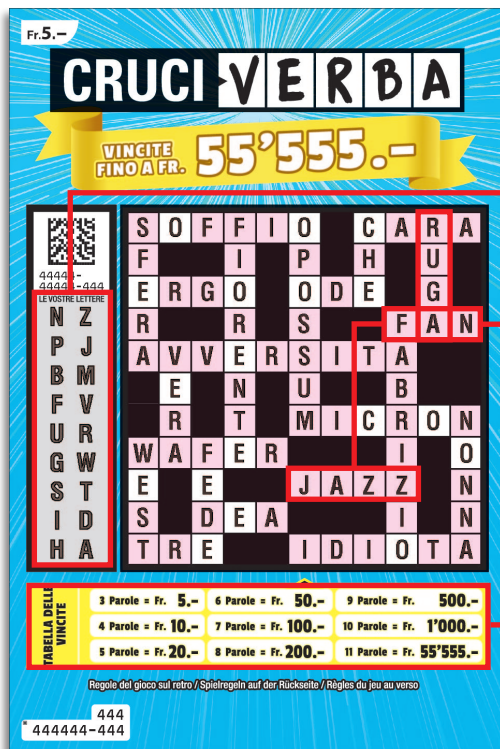 Fr.5.–
CRUCIVERBA
VINCITE
FINO A FR. 55'555.–
44444-
44444-444
LE VOSTRE LETTERE
N Z
P J
B M
F V
U R
G W
S T
I D
H A
S O F F I O C A R A
F I P H U
E R G O O D E G
R R S F A N
A V V E R S I T A
E N U B
R T M I C R O N
W A F E R I O
E E J A Z Z N
S D E A I N
T R E I D I O T A
TABELLA DELLE
VINCITE
3 Parole = Fr. 5.– 6 Parole = Fr. 50.– 9 Parole = Fr. 500.–
4 Parole = Fr. 10.– 7 Parole = Fr. 100.– 10 Parole = Fr. 1'000.–
5 Parole = Fr. 20.– 8 Parole = Fr. 200.– 11 Parole = Fr. 55'555.–
Regole del gioco sul retro / Spielregeln auf der Rückseite / Règles du jeu au verso
444
444444-444